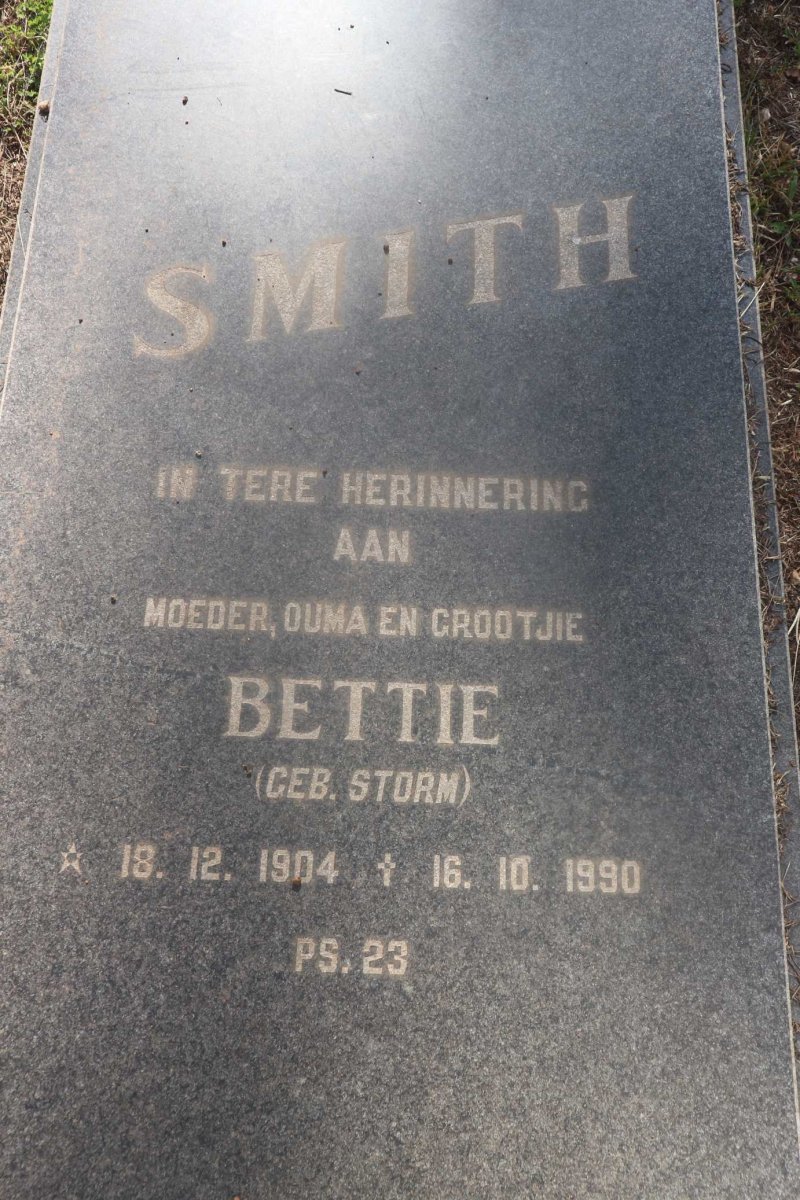 SMITH
IN TERE HERINNERING
AAN
MOEDER, OUMA EN GROOTJIE
BETTIE
(GEB. STORM)
☆ 18. 12. 1904 ✝ 16. 10. 1990
PS. 23